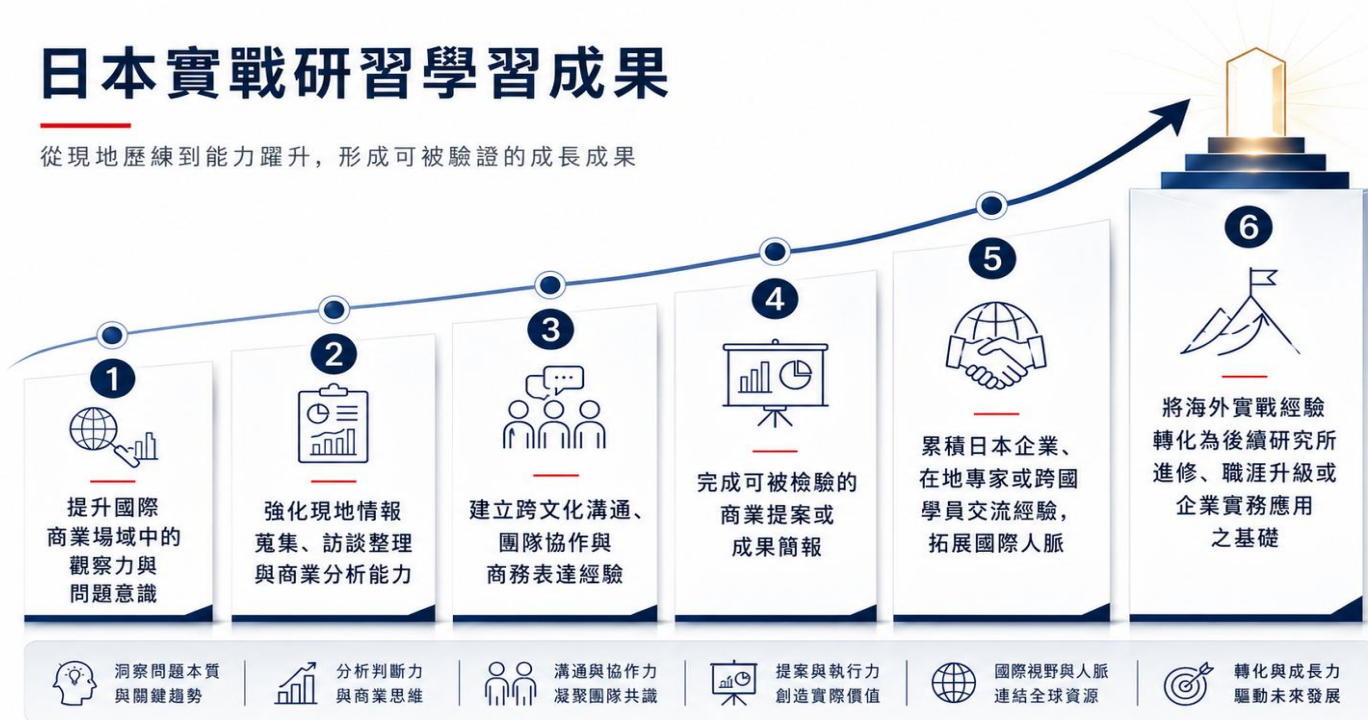 日本實戰研習學習成果
從現地歷練到能力躍升，形成可被驗證的成長成果
1
提升國際
商業場域中的
觀察力與
問題意識
2
強化現地情報
蒐集、訪談整理
與商業分析能力
3
建立跨文化溝通、
團隊協作與
商務表達經驗
4
完成可被檢驗的
商業提案或
成果簡報
5
累積日本企業、
在地專家或跨國
學員交流經驗，
拓展國際人脈
6
將海外實戰經驗
轉化為後續研究所
進修、職涯升級或
企業實務應用
之基礎
洞察問題本質
與關鍵趨勢
分析判斷力
與商業思維
溝通與協作力
凝聚團隊共識
提案與執行力
創造實際價值
國際視野與人脈
連結全球資源
轉化與成長力
驅動未來發展